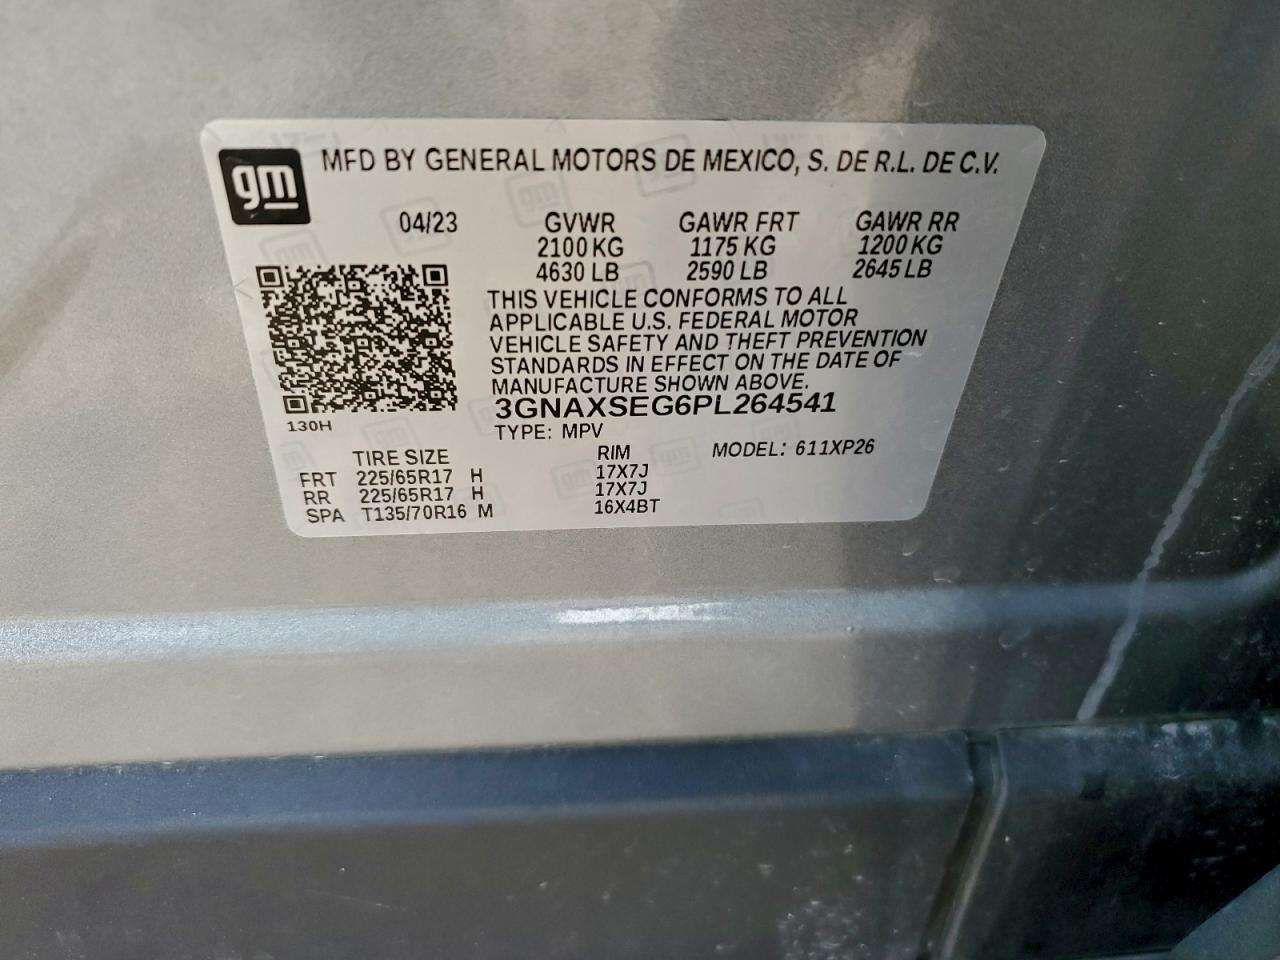 gm
MFD BY GENERAL MOTORS DE MEXICO, S. DE R.L. DE C.V.
04/23 GVWR GAWR FRT GAWR RR
2100 KG 1175 KG 1200 KG
4630 LB 2590 LB 2645 LB
THIS VEHICLE CONFORMS TO ALL
APPLICABLE U.S. FEDERAL MOTOR
VEHICLE SAFETY AND THEFT PREVENTION
STANDARDS IN EFFECT ON THE DATE OF
MANUFACTURE SHOWN ABOVE.
3GNAXSEG6PL264541
130H
TYPE: MPV
TIRE SIZE RIM MODEL: 611XP26
FRT 225/65R17 H 17X7J
RR 225/65R17 H 17X7J
SPA T135/70R16 M 16X4BT